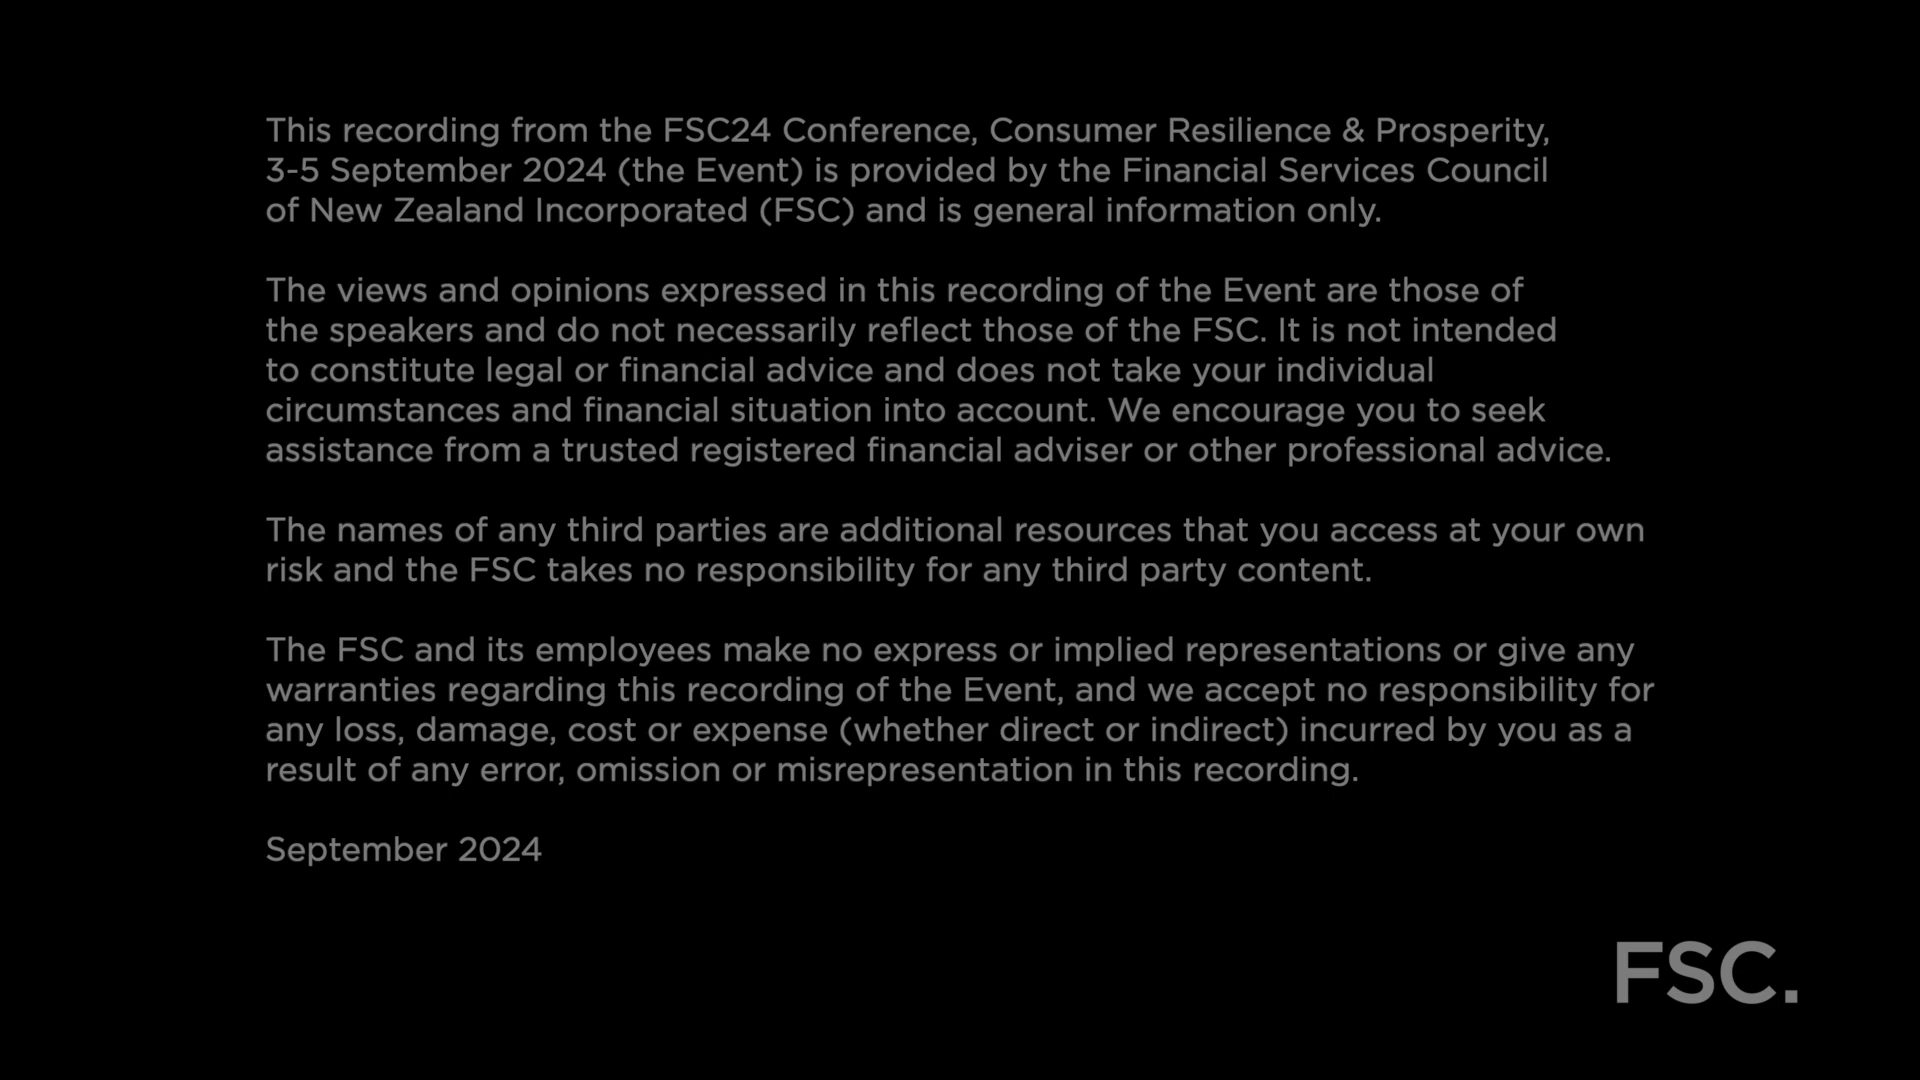 This recording from the FSC24 Conference, Consumer Resilience & Prosperity,
3-5 September 2024 (the Event) is provided by the Financial Services Council
of New Zealand Incorporated (FSC) and is general information only.
The views and opinions expressed in this recording of the Event are those of
the speakers and do not necessarily reflect those of the FSC. It is not intended
to constitute legal or financial advice and does not take your individual
circumstances and financial situation into account. We encourage you to seek
assistance from a trusted registered financial adviser or other professional advice.
The names of any third parties are additional resources that you access at your own
risk and the FSC takes no responsibility for any third party content.
The FSC and its employees make no express or implied representations or give any
warranties regarding this recording of the Event, and we accept no responsibility for
any loss, damage, cost or expense (whether direct or indirect) incurred by you as a
result of any error, omission or misrepresentation in this recording.
September 2024
FSC.